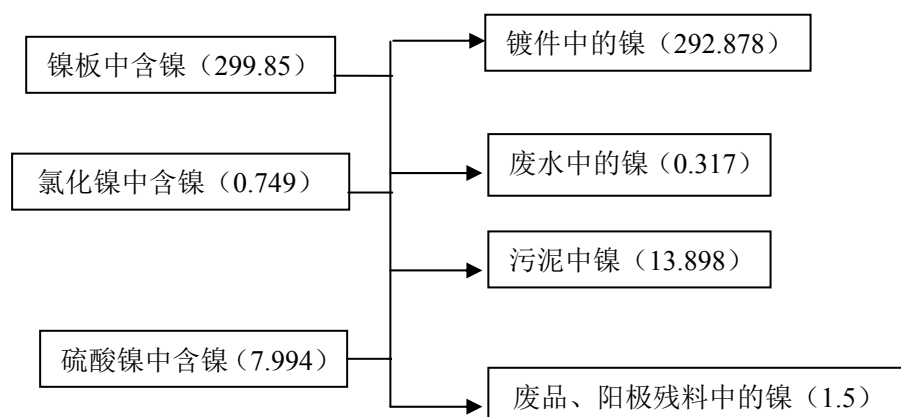 镍板中含镍（299.85）
氯化镍中含镍（0.749）
硫酸镍中含镍（7.994）
镀件中的镍（292.878）
废水中的镍（0.317）
污泥中镍（13.898）
废品、阳极残料中的镍（1.5）